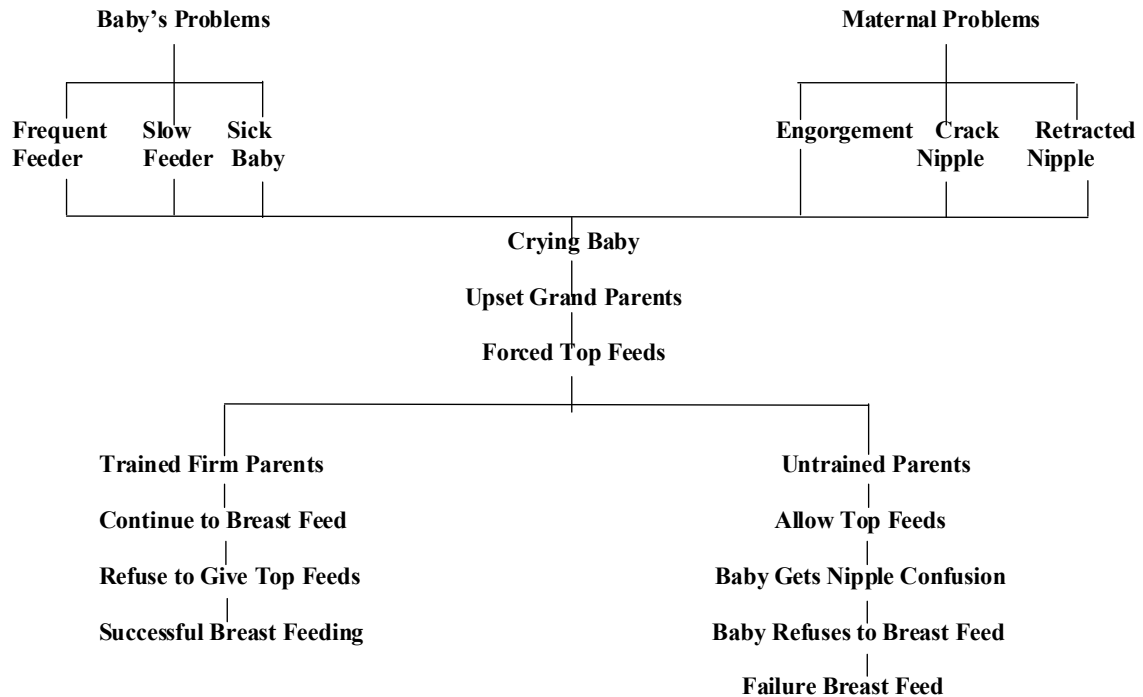 Baby’s Problems
Maternal Problems
Frequent Feeder
Slow Feeder
Sick Baby
Engorgement
Crack Nipple
Retracted Nipple
Crying Baby
Upset Grand Parents
Forced Top Feeds
Trained Firm Parents
Untrained Parents
Continue to Breast Feed
Allow Top Feeds
Refuse to Give Top Feeds
Baby Gets Nipple Confusion
Successful Breast Feeding
Baby Refuses to Breast Feed
Failure Breast Feed